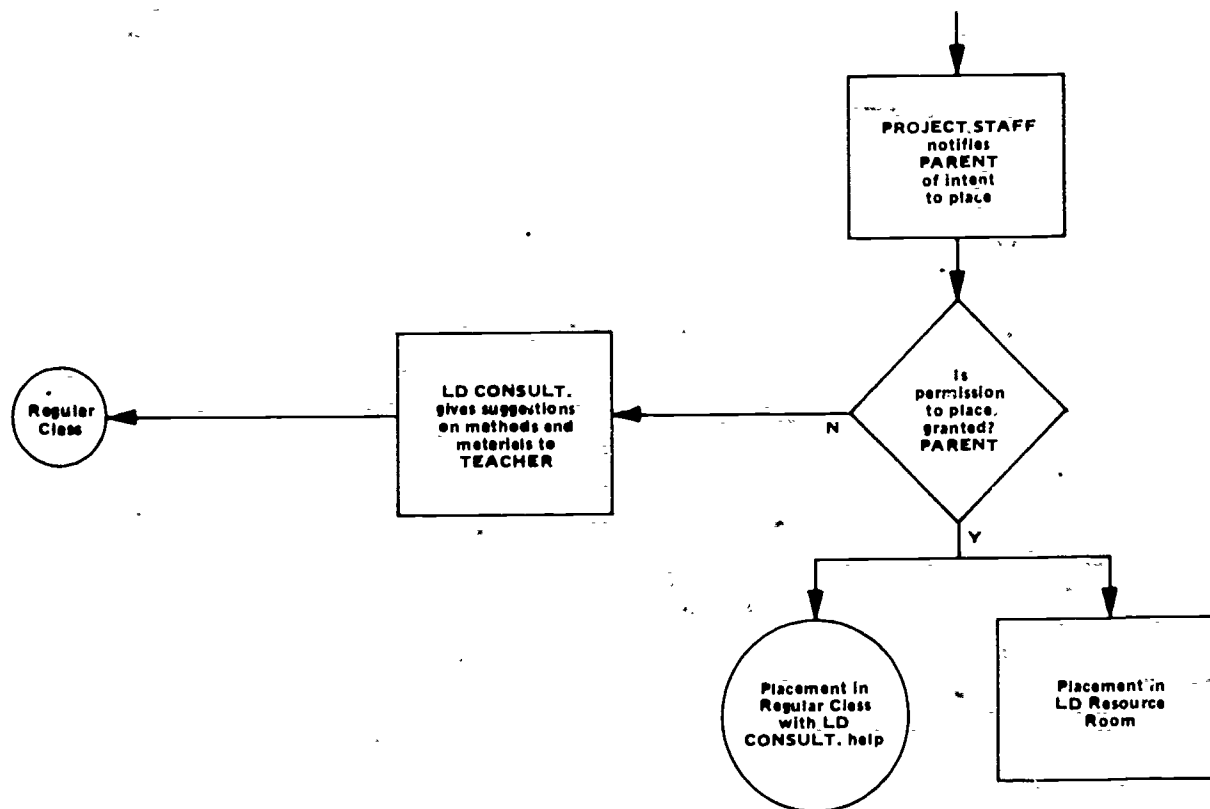 PROJECT STAFF
notifies
PARENT
of intent
to place
Is
permission
to place
granted?
PARENT
N
Y
LD CONSULT.
gives suggestions
on methods and
materials to
TEACHER
Regular
Class
Placement in
Regular Class
with LD
CONSULT. help
Placement in
LD Resource
Room